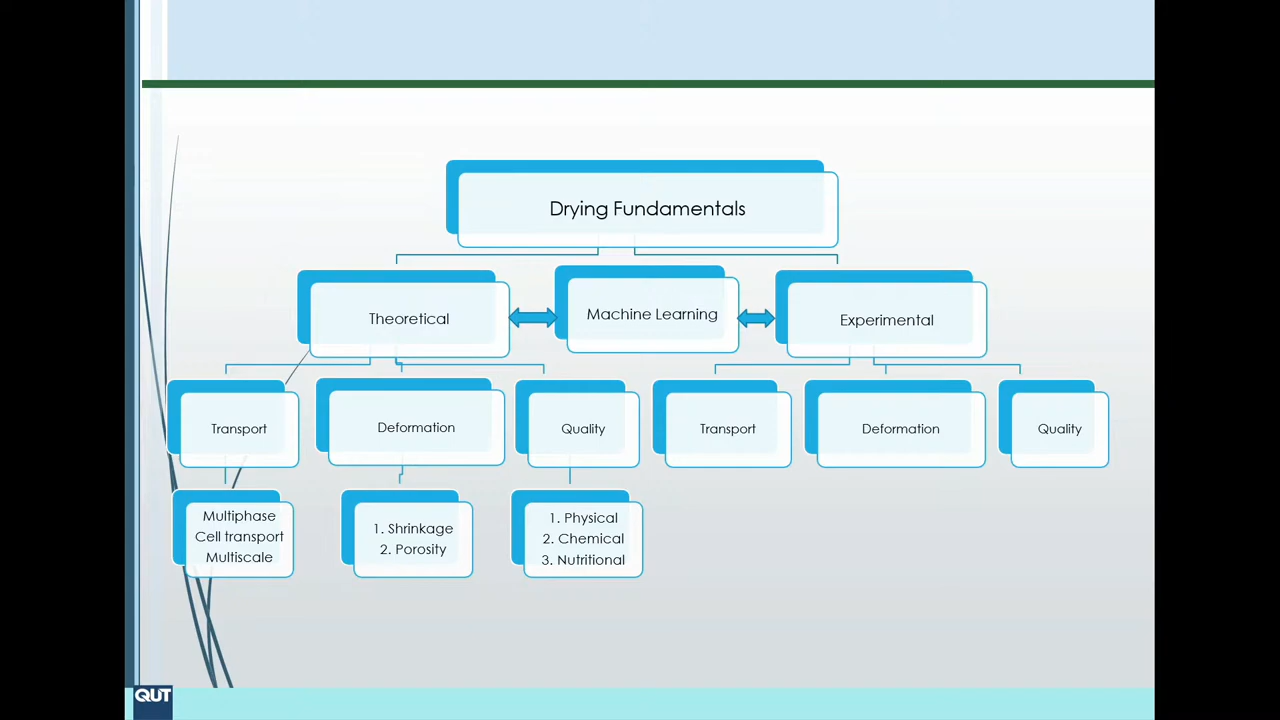 Drying Fundamentals
Theoretical
Machine Learning
Experimental
Transport
Deformation
Quality
Transport
Deformation
Quality
Multiphase
Cell transport
Multiscale
1. Shrinkage
2. Porosity
1. Physical
2. Chemical
3. Nutritional
QUT